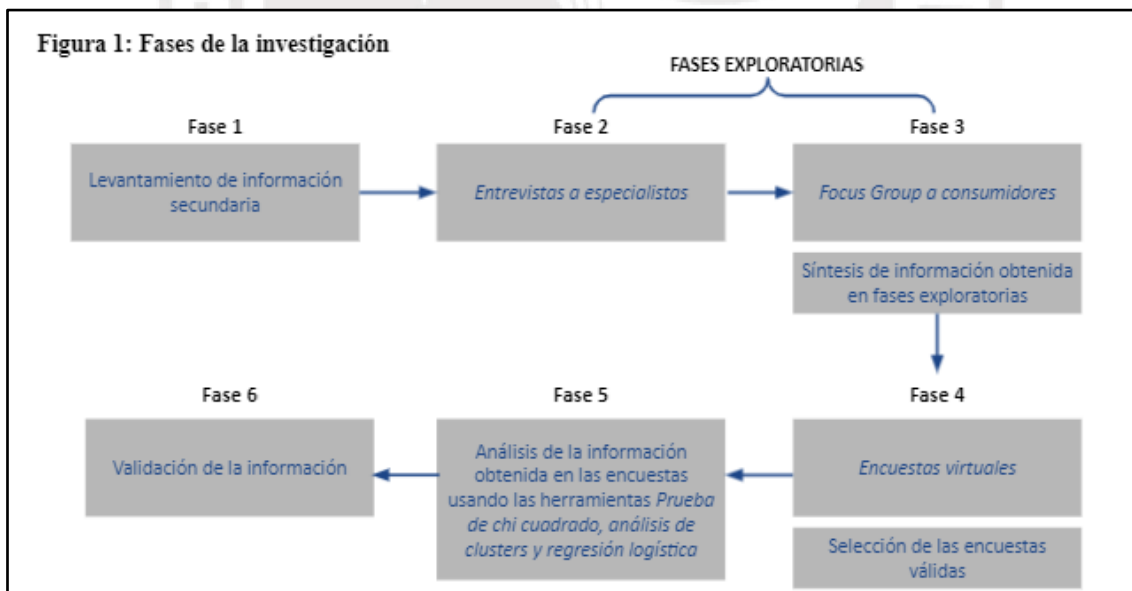 Figura 1: Fases de la investigación
FASES EXPLORATORIAS
Fase 1
Levantamiento de información
secundaria
Fase 2
Entrevistas a especialistas
Fase 3
Focus Group a consumidores
Síntesis de información obtenida
en fases exploratorias
Fase 4
Encuestas virtuales
Selección de las encuestas
válidas
Fase 5
Análisis de la información
obtenida en las encuestas
usando las herramientas Prueba
de chi cuadrado, análisis de
clusters y regresión logística
Fase 6
Validación de la información